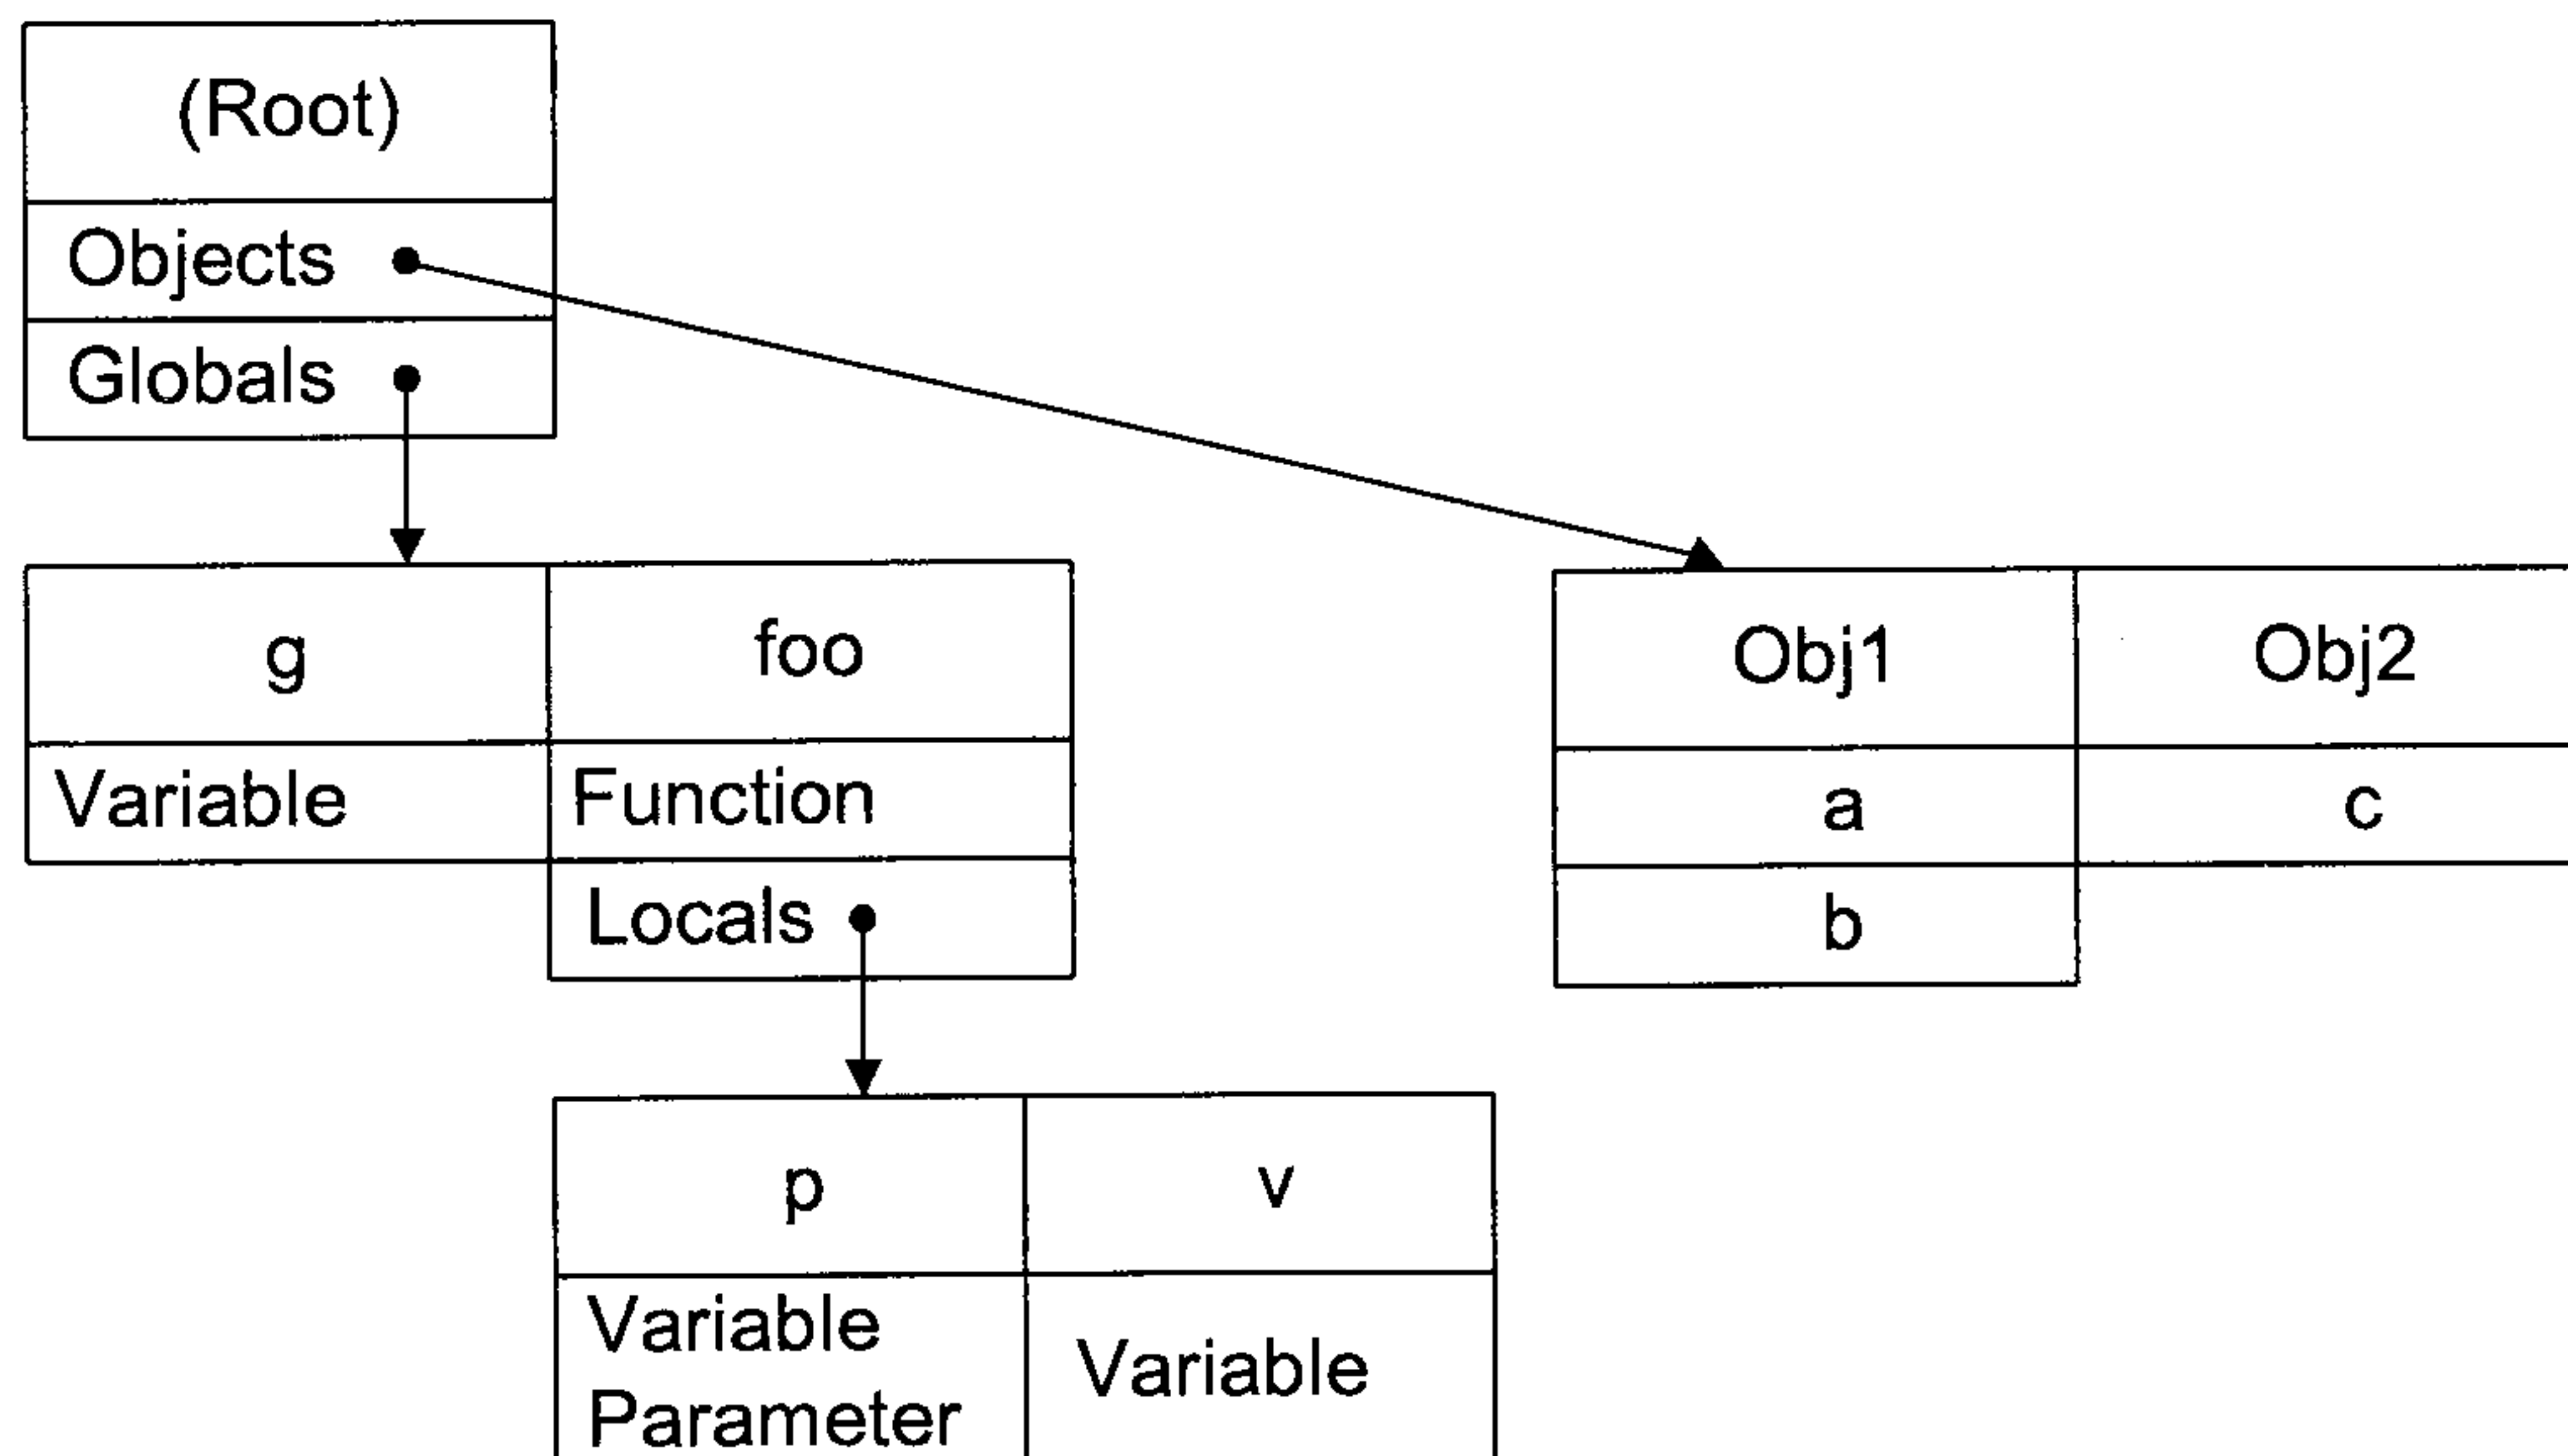 (Root)
Objects
Globals
g foo
Variable Function
Locals
Obj1 Obj2
a c
b
p v
Variable
Parameter
Variable